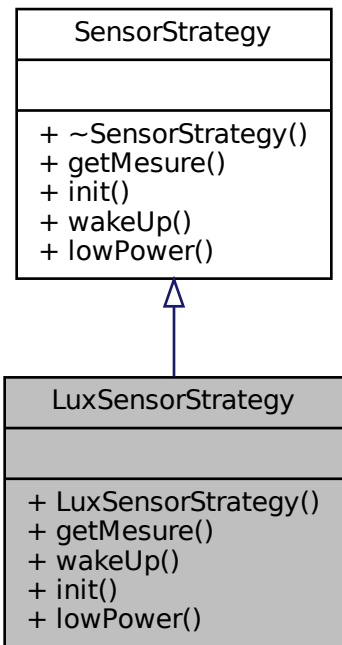 SensorStrategy
+ ~SensorStrategy()
+ getMesure()
+ init()
+ wakeUp()
+ lowPower()
LuxSensorStrategy
+ LuxSensorStrategy()
+ getMesure()
+ wakeUp()
+ init()
+ lowPower()